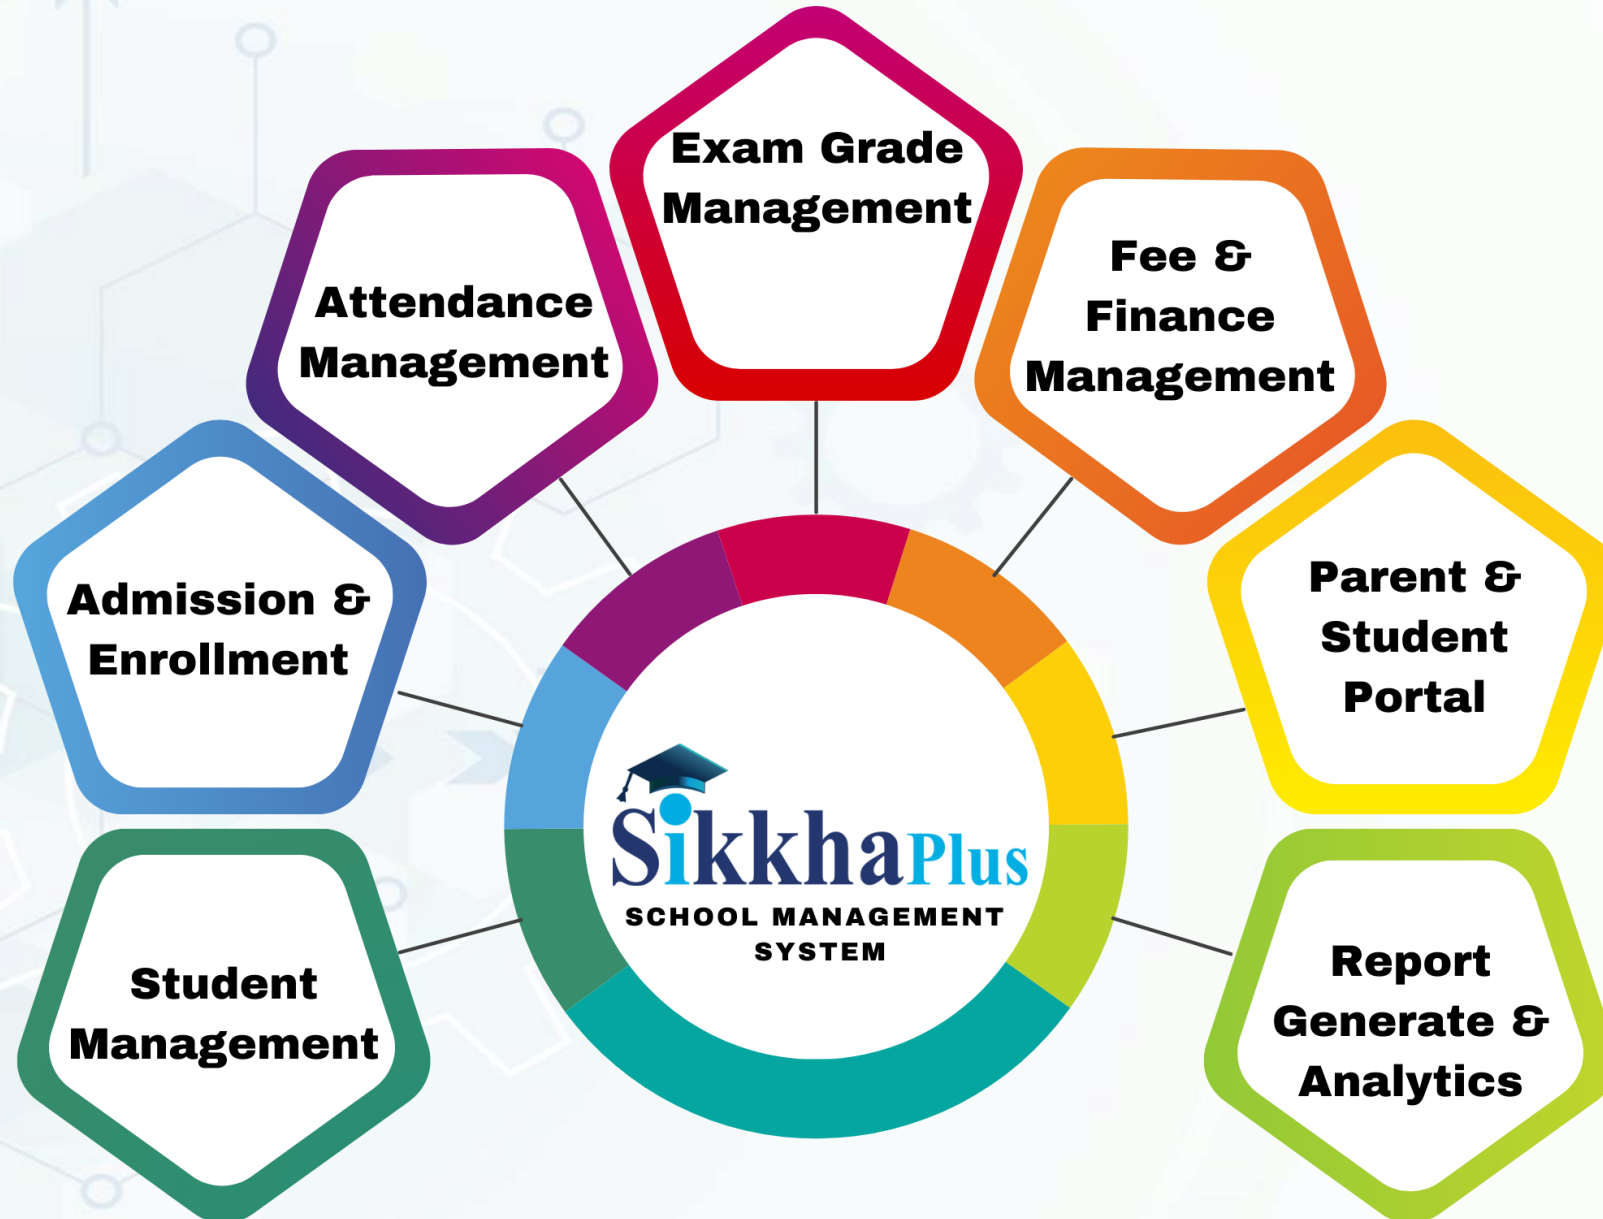 Exam Grade
Management
Attendance
Management
Fee &
Finance
Management
Admission &
Enrollment
Parent &
Student
Portal
SikkhaPlus
SCHOOL MANAGEMENT
SYSTEM
Student
Management
Report
Generate &
Analytics